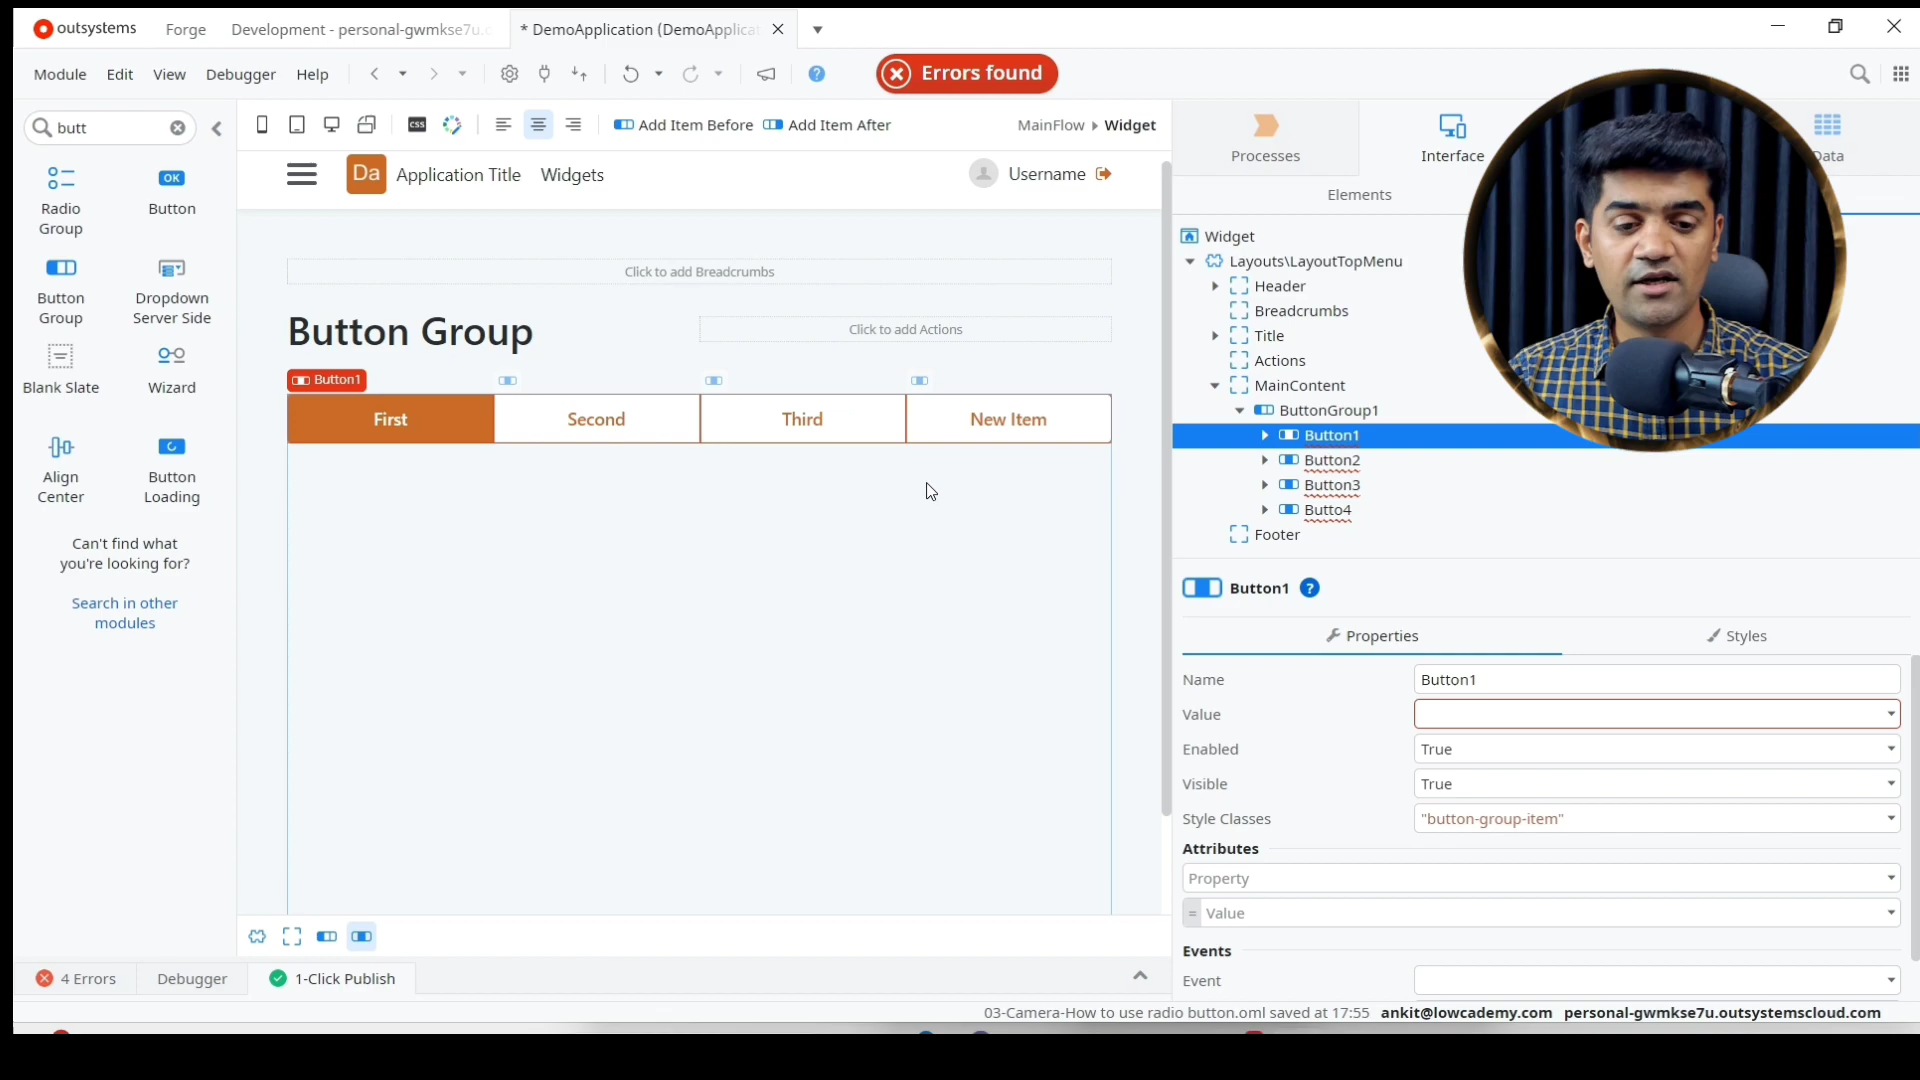 outsystems
Forge
Development - personal-gwmkse7u.o
* DemoApplication (DemoApplicat
Module Edit View Debugger Help
Errors found
butt
Radio Group
Button
Button Group
Dropdown Server Side
Blank Slate
Wizard
Align Center
Button Loading
Can't find what
you're looking for?
Search in other
modules
CSS
Add Item Before
Add Item After
MainFlow Widget
Da Application Title Widgets
Username
Click to add Breadcrumbs
Button Group
Click to add Actions
Button1
First Second Third New Item
4 Errors
Debugger
1-Click Publish
Processes
Interface
Data
Elements
Widget
Layouts\LayoutTopMenu
Header
Breadcrumbs
Title
Actions
MainContent
ButtonGroup1
Button1
Button2
Button3
Butto4
Footer
Button1 ?
Properties
Styles
Name Button1
Value
Enabled True
Visible True
Style Classes "button-group-item"
Attributes
Property
= Value
Events
Event
03-Camera-How to use radio button.oml saved at 17:55 ankit@lowcademy.com personal-gwmkse7u.outsystemscloud.com